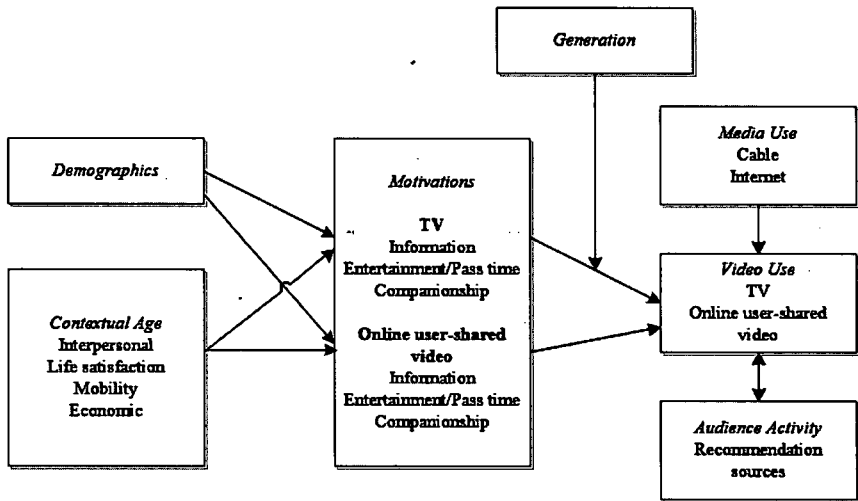 Generation
Demographics
Contextual Age
Interpersonal
Life satisfaction
Mobility
Economic
Motivations
TV
Information
Entertainment/Pass time
Companionship
Online user-shared
video
Information
Entertainment/Pass time
Companionship
Media Use
Cable
Internet
Video Use
TV
Online user-shared
video
Audience Activity
Recommendation
sources